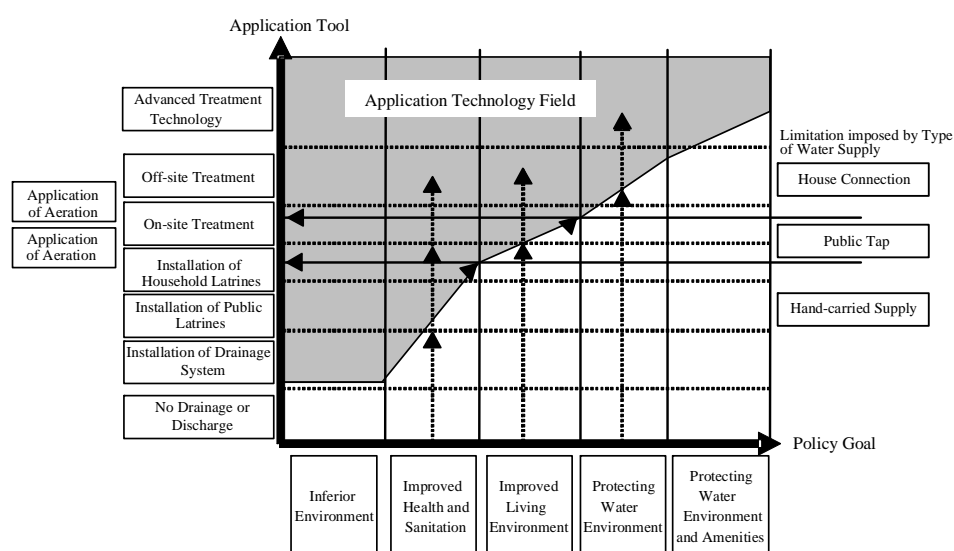 Application Tool
Application Technology Field
Advanced Treatment
Technology
Off-site Treatment
On-site Treatment
Installation of
Household Latrines
Installation of Public
Latrines
Installation of Drainage
System
No Drainage or
Discharge
Application
of Aeration
Application
of Aeration
Limitation imposed by Type
of Water Supply
House Connection
Public Tap
Hand-carried Supply
Policy Goal
Inferior
Environment
Improved
Health and
Sanitation
Improved
Living
Environment
Protecting
Water
Environment
Protecting
Water
Environment
and Amenities